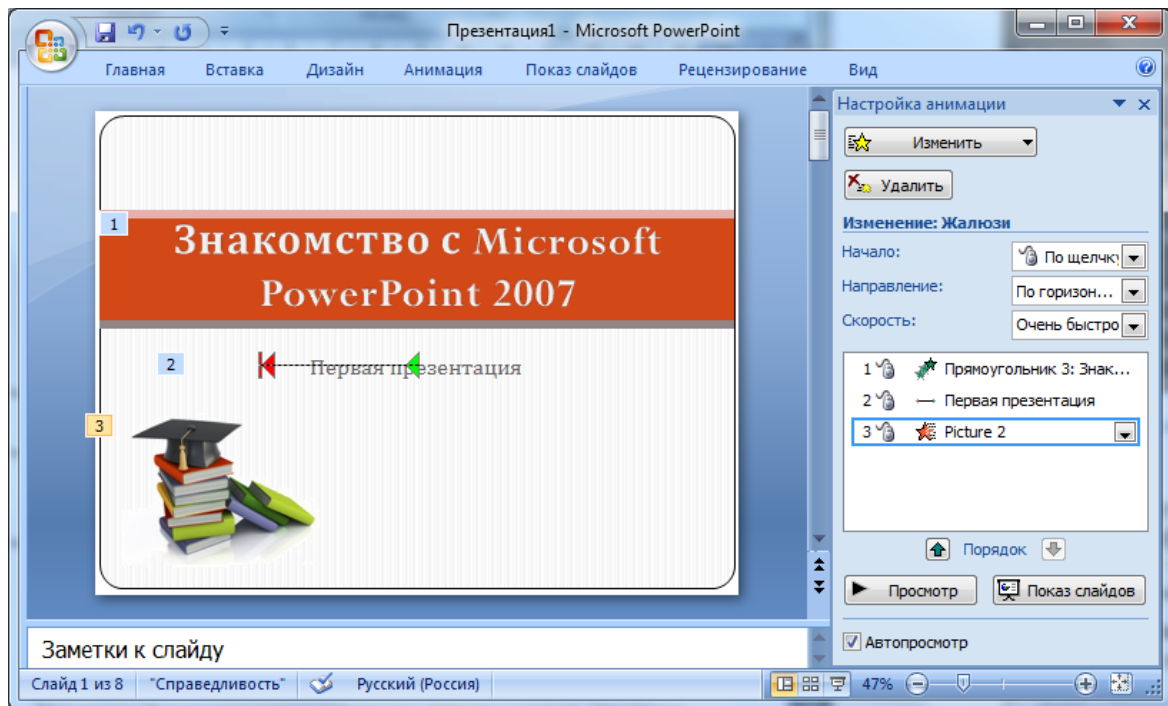 Презентация1 - Microsoft PowerPoint
Главная Вставка Дизайн Анимация Показ слайдов Рецензирование Вид
Настройка анимации
Изменить
Удалить
Изменение: Жалюзи
Начало: По щелчк
Направление: По горизон...
Скорость: Очень быстро
1 Прямоугольник 3: Знак...
2 Первая презентация
3 Picture 2
Порядок
Просмотр Показ слайдов
Автопросмотр
1
Знакомство с Microsoft
PowerPoint 2007
2
Первая презентация
3
Заметки к слайду
Слайд 1 из 8 "Справедливость" Русский (Россия) 47%